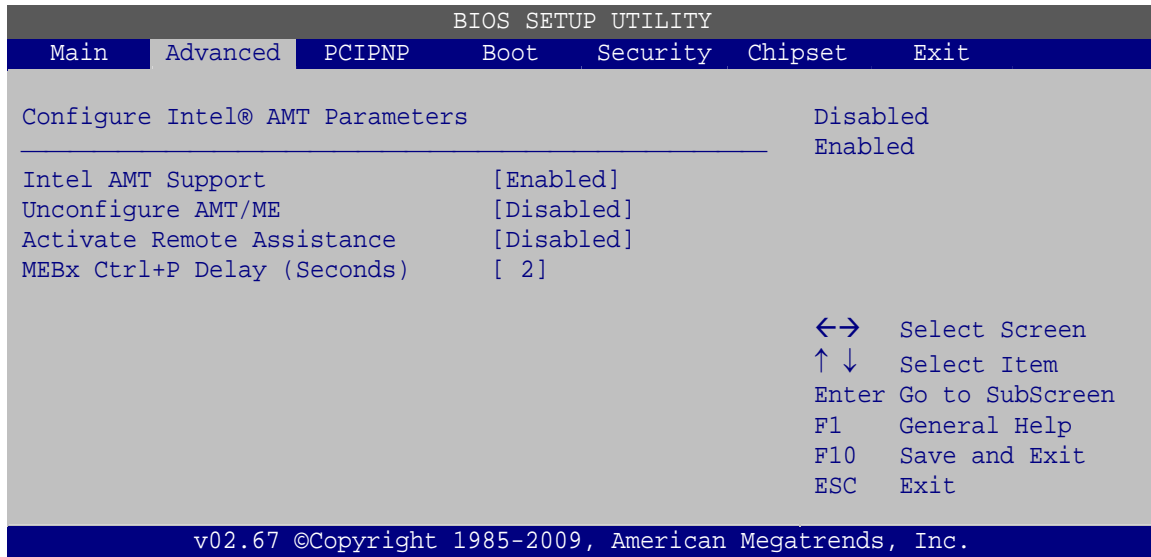 BIOS SETUP UTILITY
Main Advanced PCIPNP Boot Security Chipset Exit
Configure Intel® AMT Parameters
Intel AMT Support [Enabled]
Unconfigure AMT/ME [Disabled]
Activate Remote Assistance [Disabled]
MEBx Ctrl+P Delay (Seconds) [ 2]
Disabled
Enabled
←→ Select Screen
↑ ↓ Select Item
Enter Go to SubScreen
F1 General Help
F10 Save and Exit
ESC Exit
v02.67 ©Copyright 1985-2009, American Megatrends, Inc.